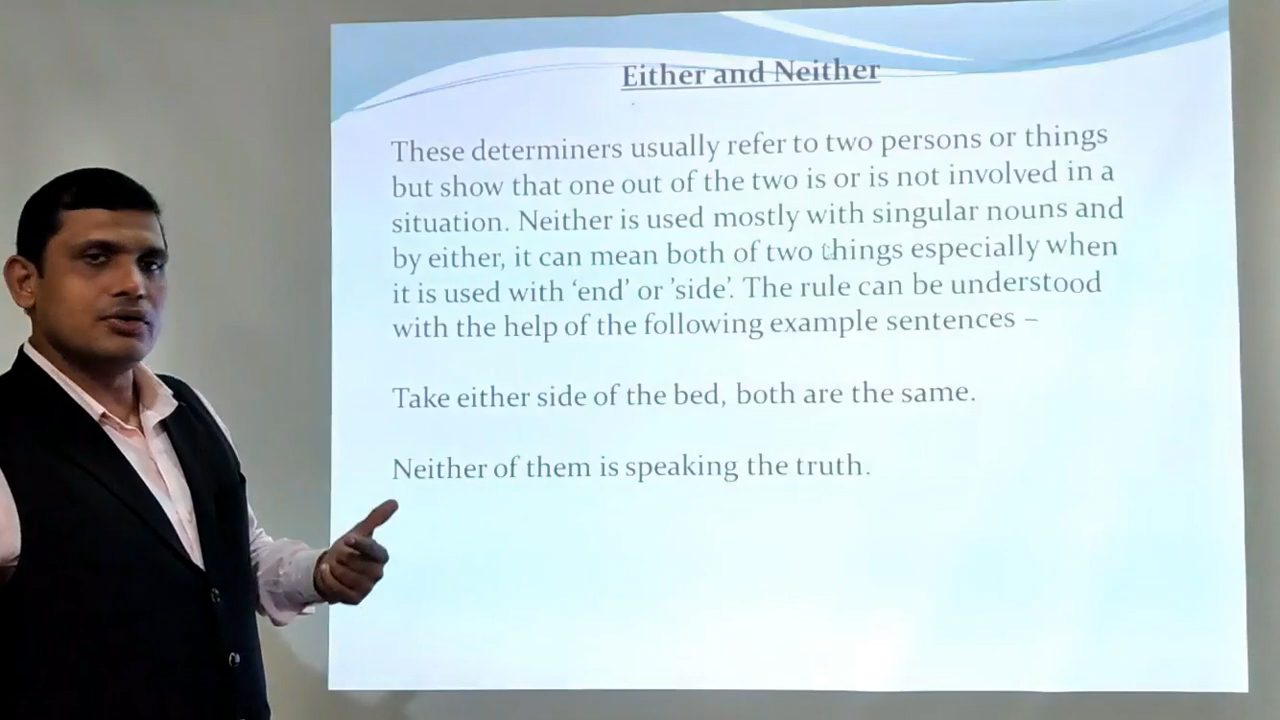 Either and Neither
These determiners usually refer to two persons or things
but show that one out of the two is or is not involved in a
situation. Neither is used mostly with singular nouns and
by either, it can mean both of two things especially when
it is used with ‘end’ or ’side’. The rule can be understood
with the help of the following example sentences –
Take either side of the bed, both are the same.
Neither of them is speaking the truth.